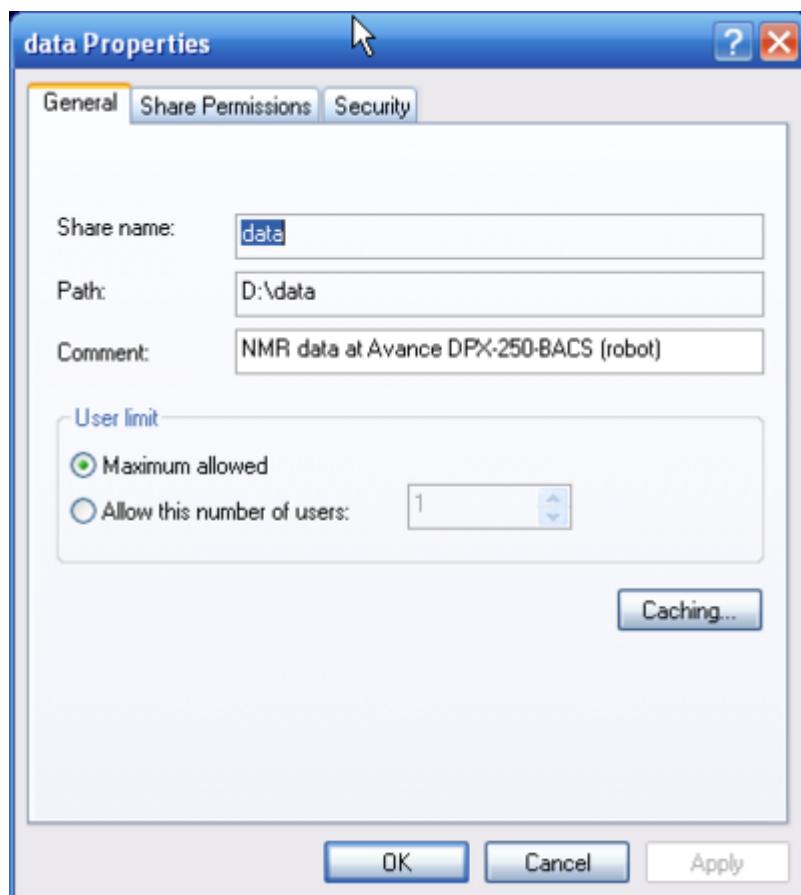 data Properties
General Share Permissions Security
Share name: data
Path: D:\data
Comment: NMR data at Avance DPX-250-BACS (robot)
User limit
Maximum allowed
Allow this number of users: 1
Caching...
OK Cancel Apply